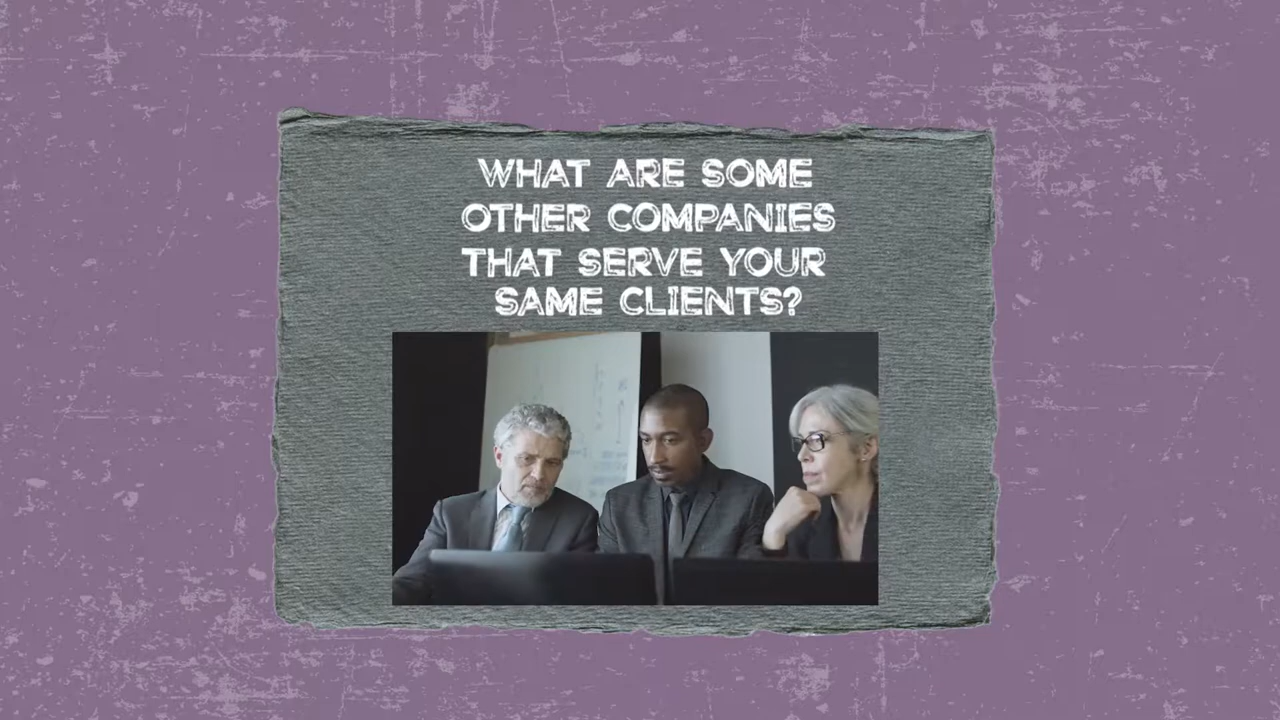 WHAT ARE SOME
OTHER COMPANIES
THAT SERVE YOUR
SAME CLIENTS?